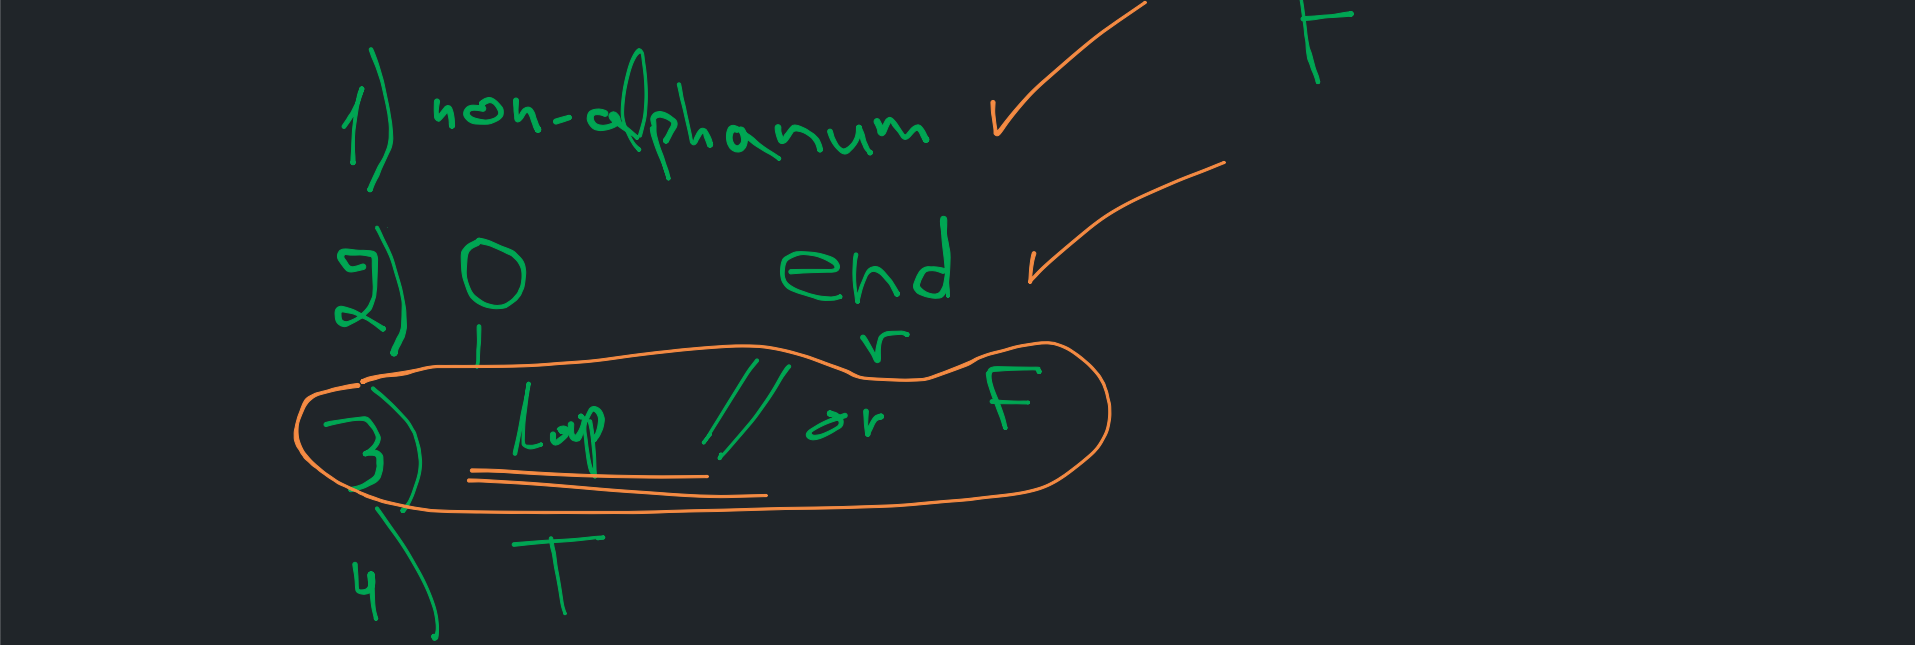 F
1) non-alphanum
2) 0 end
l r
3) Loop // or F
4) T